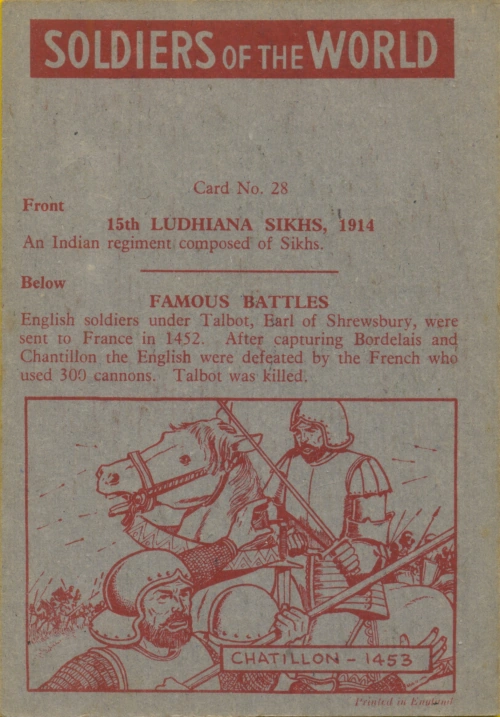 SOLDIERS OF THE WORLD
Card No. 28
Front
15th LUDHIANA SIKHS, 1914
An Indian regiment composed of Sikhs.
Below
FAMOUS BATTLES
English soldiers under Talbot, Earl of Shrewsbury, were
sent to France in 1452. After capturing Bordelais and
Chantillon the English were defeated by the French who
used 300 cannons. Talbot was killed.
CHATILLON - 1453
Printed in England